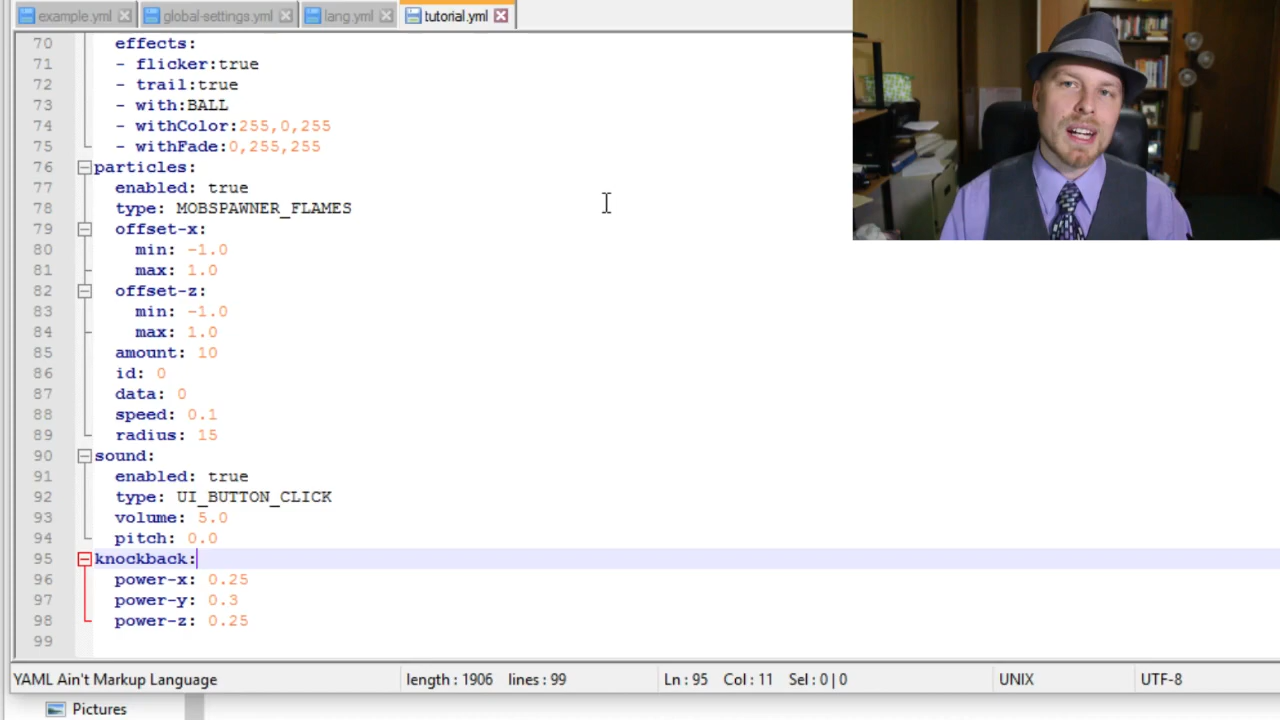 example.yml global-settings.yml lang.yml tutorial.yml
70 effects:
71 - flicker:true
72 - trail:true
73 - with:BALL
74 - withColor:255,0,255
75 - withFade:0,255,255
76 particles:
77 enabled: true
78 type: MOBSPAWNER_FLAMES
79 offset-x:
80 min: -1.0
81 max: 1.0
82 offset-z:
83 min: -1.0
84 max: 1.0
85 amount: 10
86 id: 0
87 data: 0
88 speed: 0.1
89 radius: 15
90 sound:
91 enabled: true
92 type: UI_BUTTON_CLICK
93 volume: 5.0
94 pitch: 0.0
95 knockback:
96 power-x: 0.25
97 power-y: 0.3
98 power-z: 0.25
99
YAML Ain't Markup Language length : 1906 lines : 99 Ln : 95 Col : 11 Sel : 0 | 0 UNIX UTF-8
Pictures